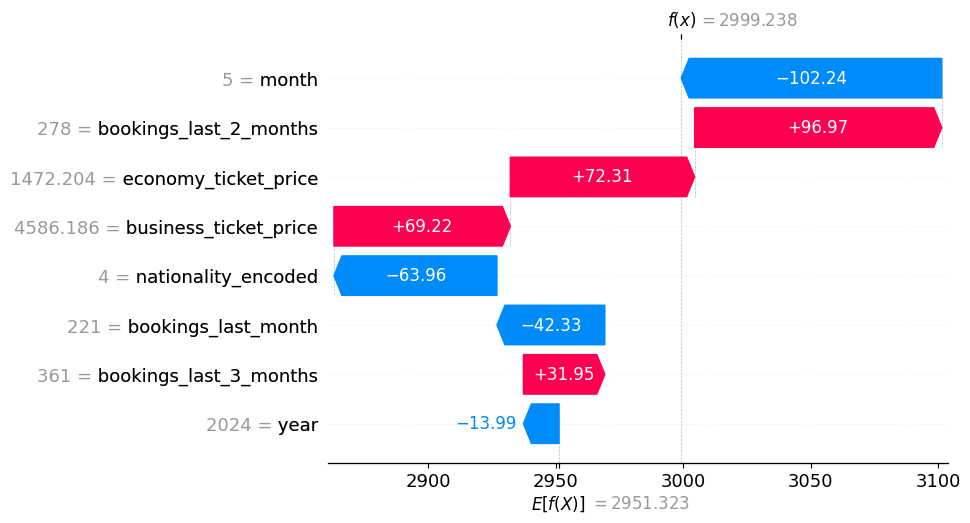 f(x) = 2999.238
5 = month
−102.24
278 = bookings_last_2_months
+96.97
1472.204 = economy_ticket_price
+72.31
4586.186 = business_ticket_price
+69.22
4 = nationality_encoded
−63.96
221 = bookings_last_month
−42.33
361 = bookings_last_3_months
+31.95
2024 = year
−13.99
2900 2950 3000 3050 3100
E[f(X)] = 2951.323